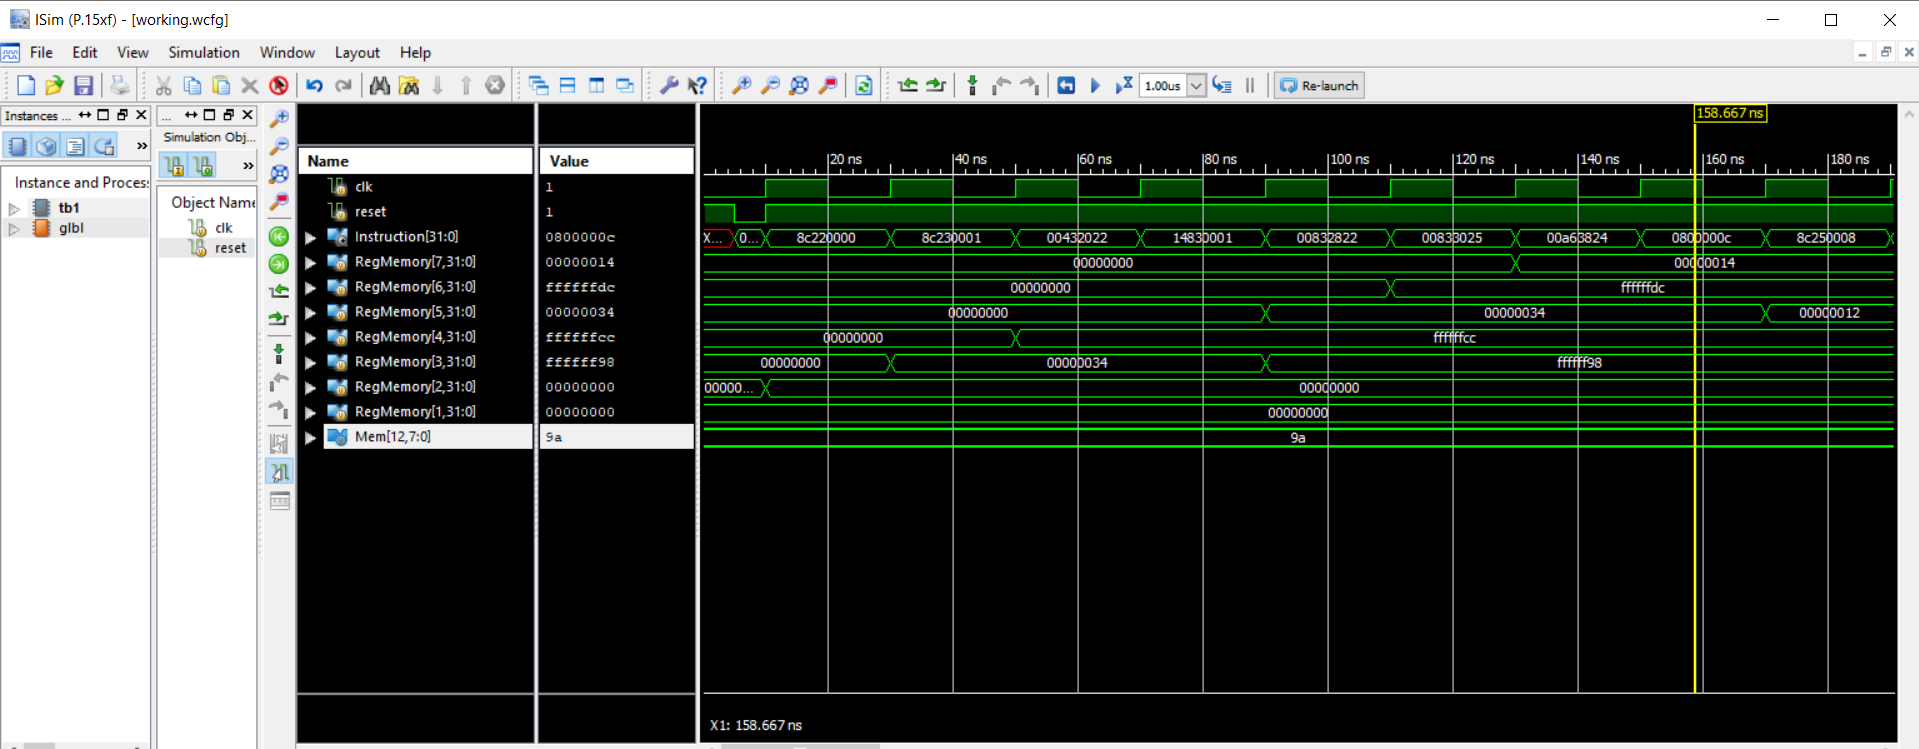 ISim (P.15xf) - [working.wcfg]
File Edit View Simulation Window Layout Help
1.00us Re-launch
Instances ...
...
Simulation Obj...
Instance and Process
tb1
glbl
Object Name
clk
reset
158.667 ns
Name Value
20 ns 40 ns 60 ns 80 ns 100 ns 120 ns 140 ns 160 ns 180 ns
clk 1
reset 1
Instruction[31:0] 0800000c X... 0... 8c220000 8c230001 00432022 14830001 00832822 00833025 00a63824 0800000c 8c250008
RegMemory[7,31:0] 00000014 00000000 00000014
RegMemory[6,31:0] ffffffdc 00000000 ffffffdc
RegMemory[5,31:0] 00000034 00000000 00000034 00000012
RegMemory[4,31:0] ffffffcc 00000000 ffffffcc
RegMemory[3,31:0] ffffff98 00000000 00000034 ffffff98
RegMemory[2,31:0] 00000000 00000... 00000000
RegMemory[1,31:0] 00000000 00000000
Mem[12,7:0] 9a 9a
X1: 158.667 ns